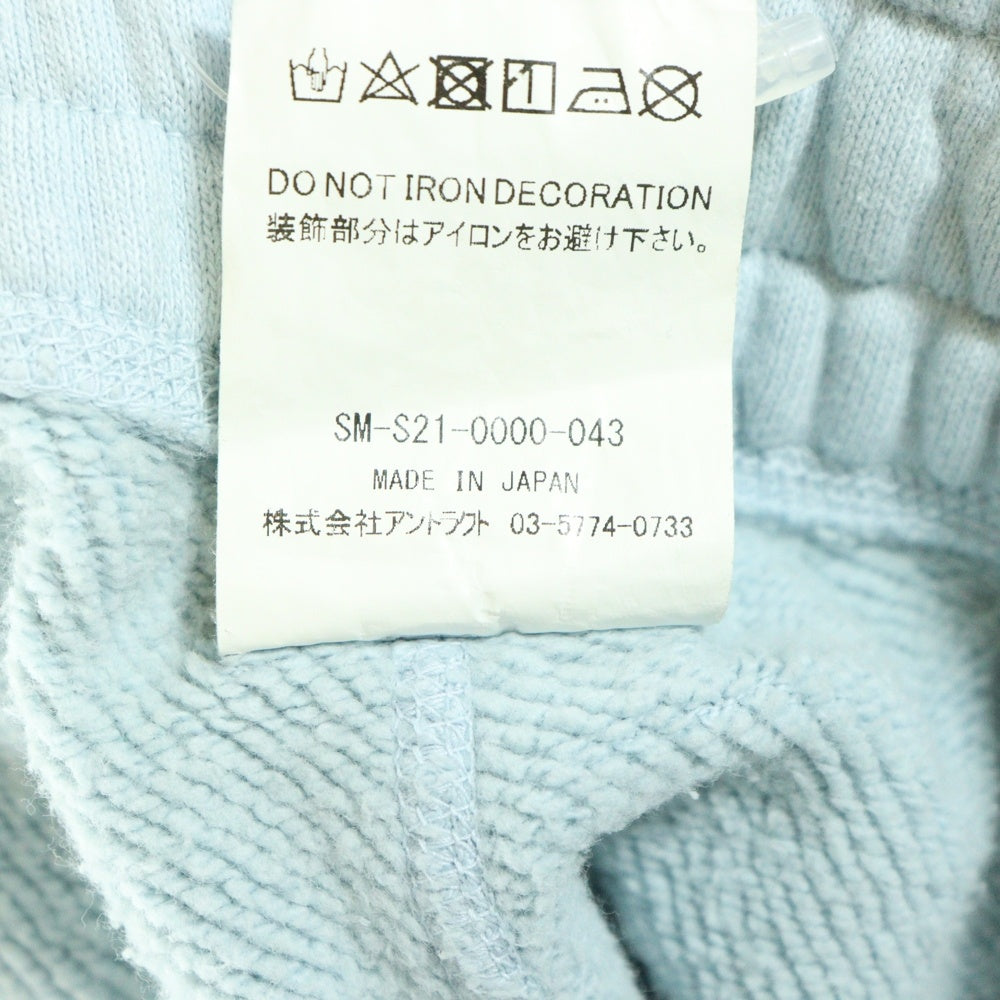 DO NOT IRON DECORATION
装飾部分はアイロンをお避け下さい。
SM-S21-0000-043
MADE IN JAPAN
株式会社アントラクト 03-5774-0733